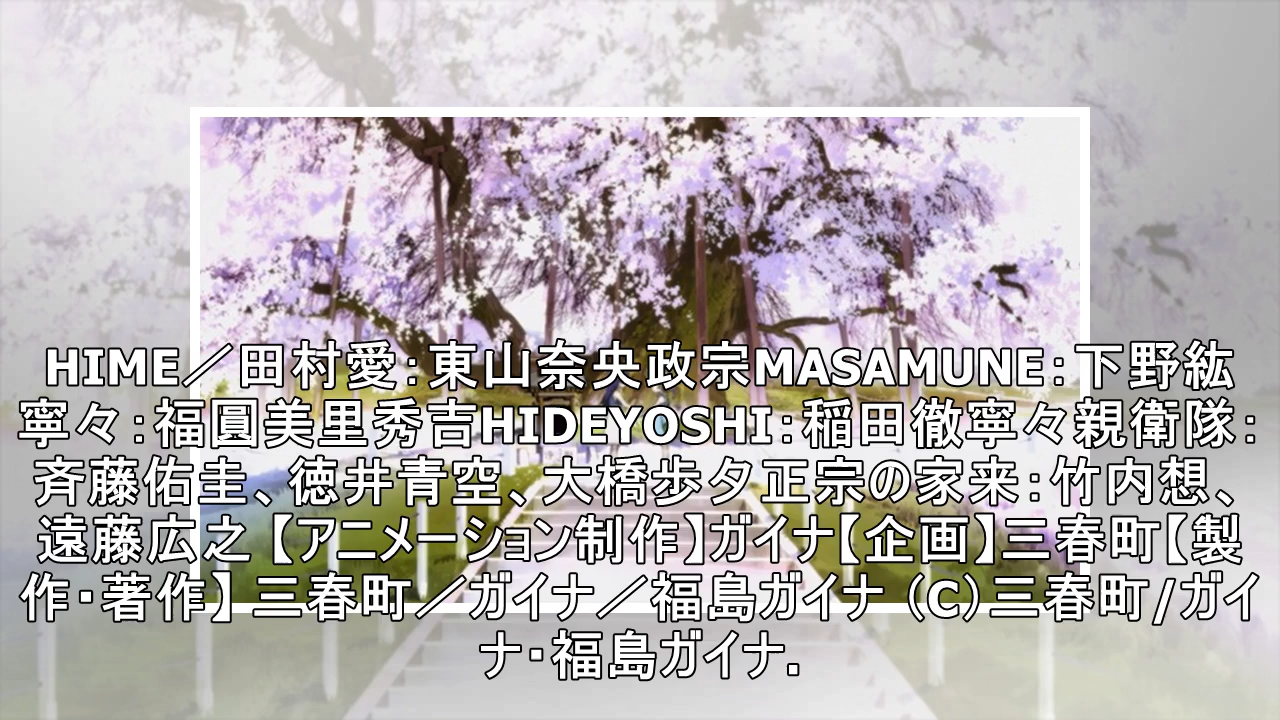 HIME／田村愛：東山奈央政宗MASAMUNE：下野紘
寧々：福圓美里秀吉HIDEYOSHI：稲田徹寧々親衛隊：
斉藤佑圭、徳井青空、大橋歩夕正宗の家来：竹内想、
遠藤広之【アニメーション制作】ガイナ【企画】三春町【製
作・著作】三春町／ガイナ／福島ガイナ（C）三春町/ガイ
ナ・福島ガイナ.